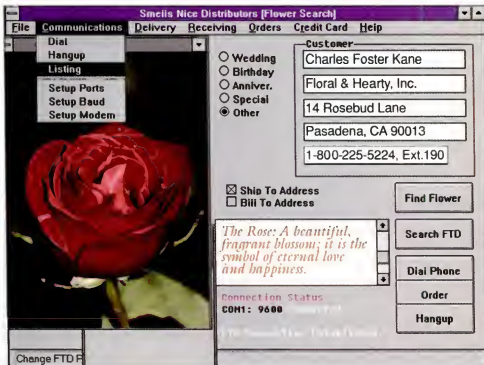 Smells Nice Distributors [Flower Search]
File Communications Delivery Receiving Orders Credit Card Help
Dial
Hangup
Listing
Setup Ports
Setup Baud
Setup Modem
Wedding
Birthday
Anniver.
Special
Other
Customer
Charles Foster Kane
Floral & Hearty, Inc.
14 Rosebud Lane
Pasadena, CA 90013
1-800-225-5224, Ext.190
Ship To Address
Bill To Address
Find Flower
Search FTD
Dial Phone
Order
Hangup
The Rose: A beautiful,
fragrant blossom; it is the
symbol of eternal love
and happiness.
Connection Status
COM1: 9600
Change FTD P